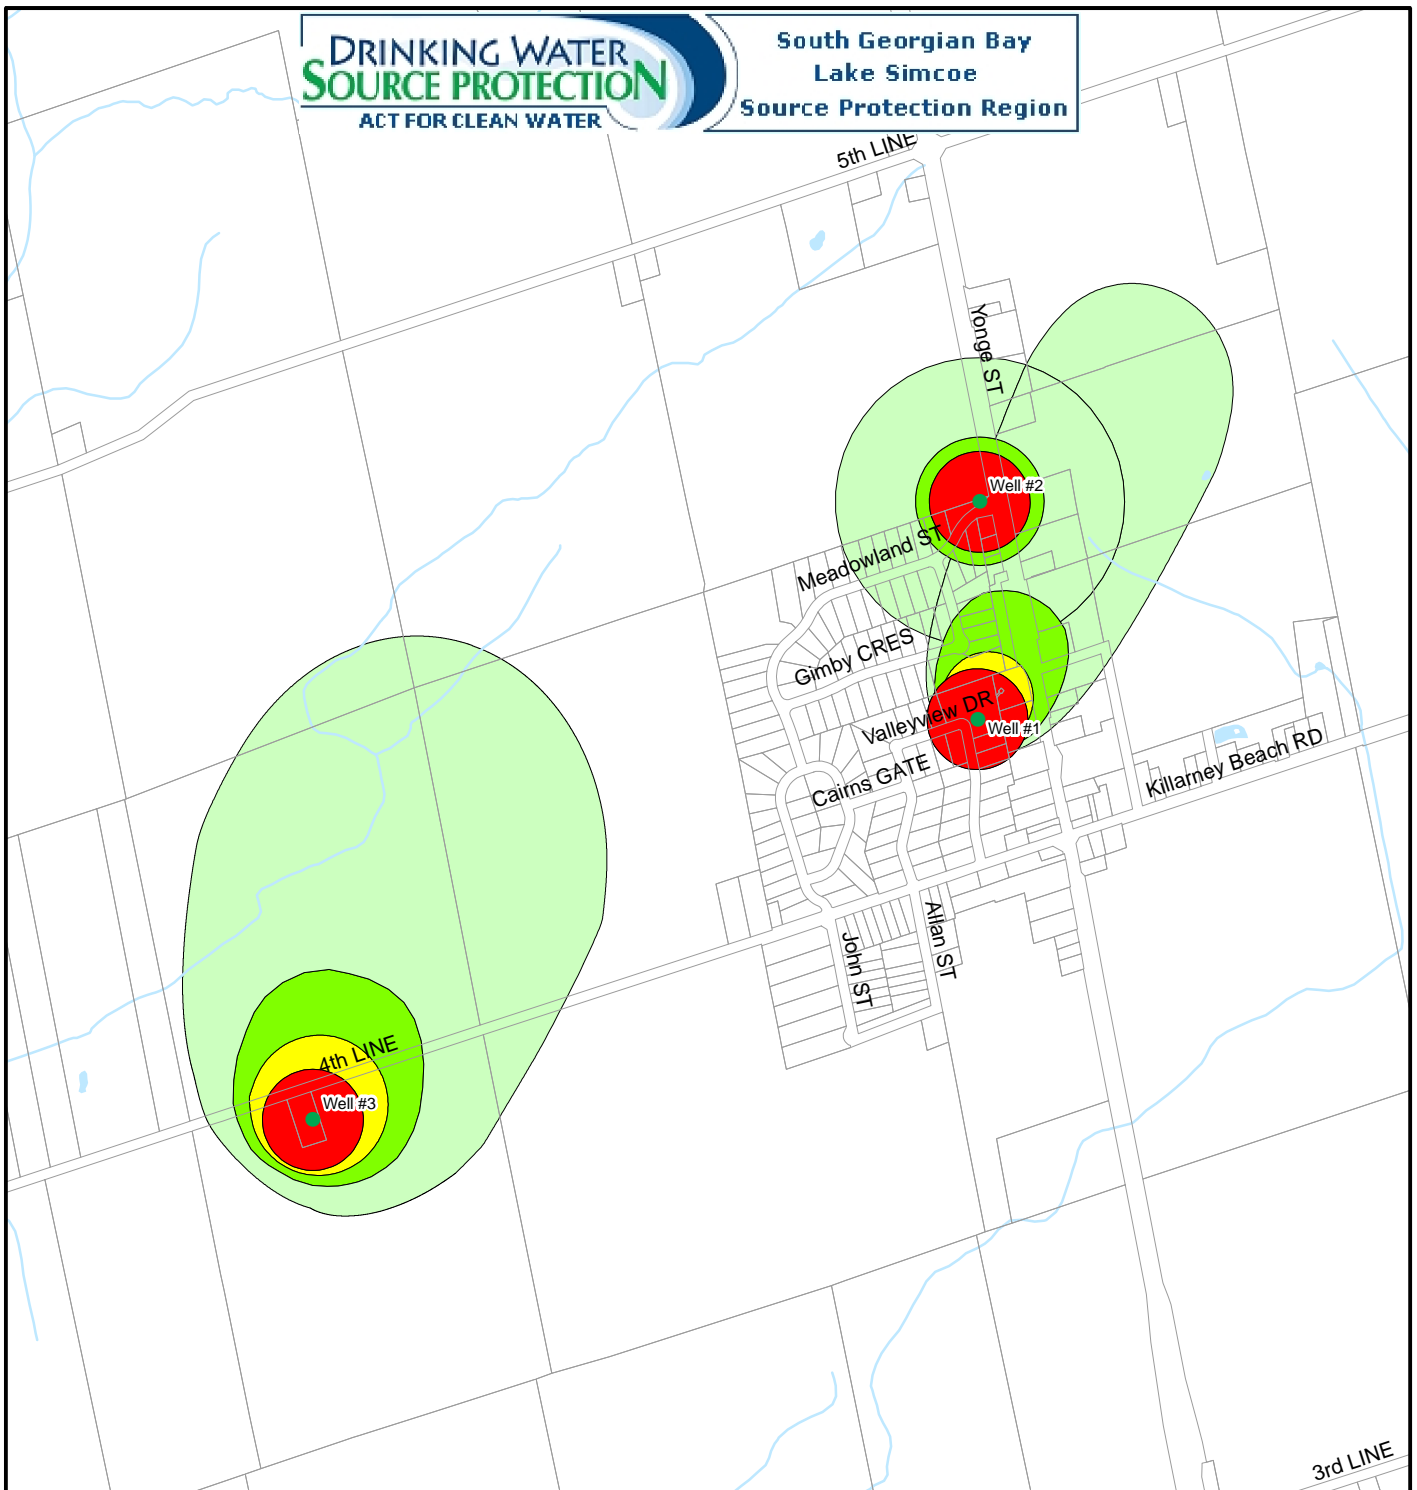 DRINKING WATER
SOURCE PROTECTION
ACT FOR CLEAN WATER
South Georgian Bay
Lake Simcoe
Source Protection Region
5th LINE
Yonge ST
Well #2
Meadowland ST
Gimby CRES
Valleyview DR
Well #1
Cairns GATE
Killarney Beach RD
Allan ST
John ST
4th LINE
Well #3
3rd LINE